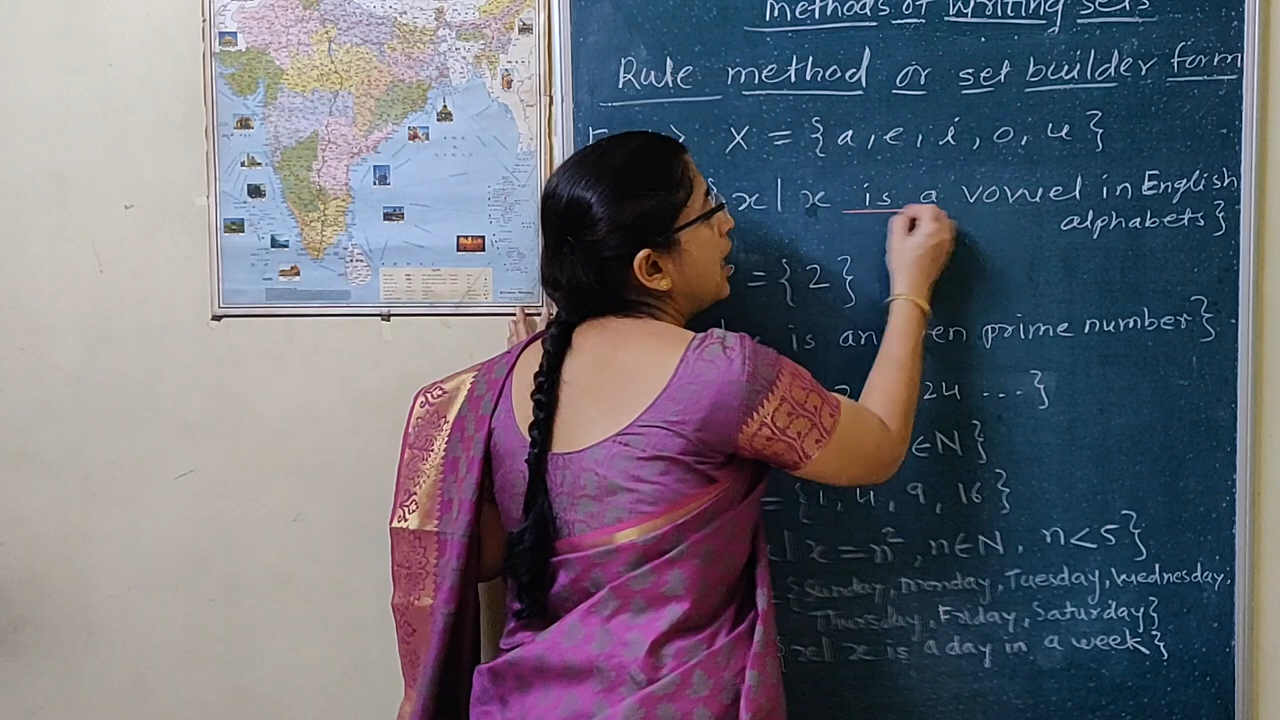 methods of writing sets
Rule method or set builder form
X = {a, e, i, o, u}
x | x is a vowel in English
alphabets}
= {2}
is an prime number}
24 ...}
∈N}
= {1, 4, 9, 16}
x = n², n∈N, n<5}
={Sunday, monday, Tuesday, Wednesday,
Thursday, Friday, Saturday}
{x| x is a day in a week}